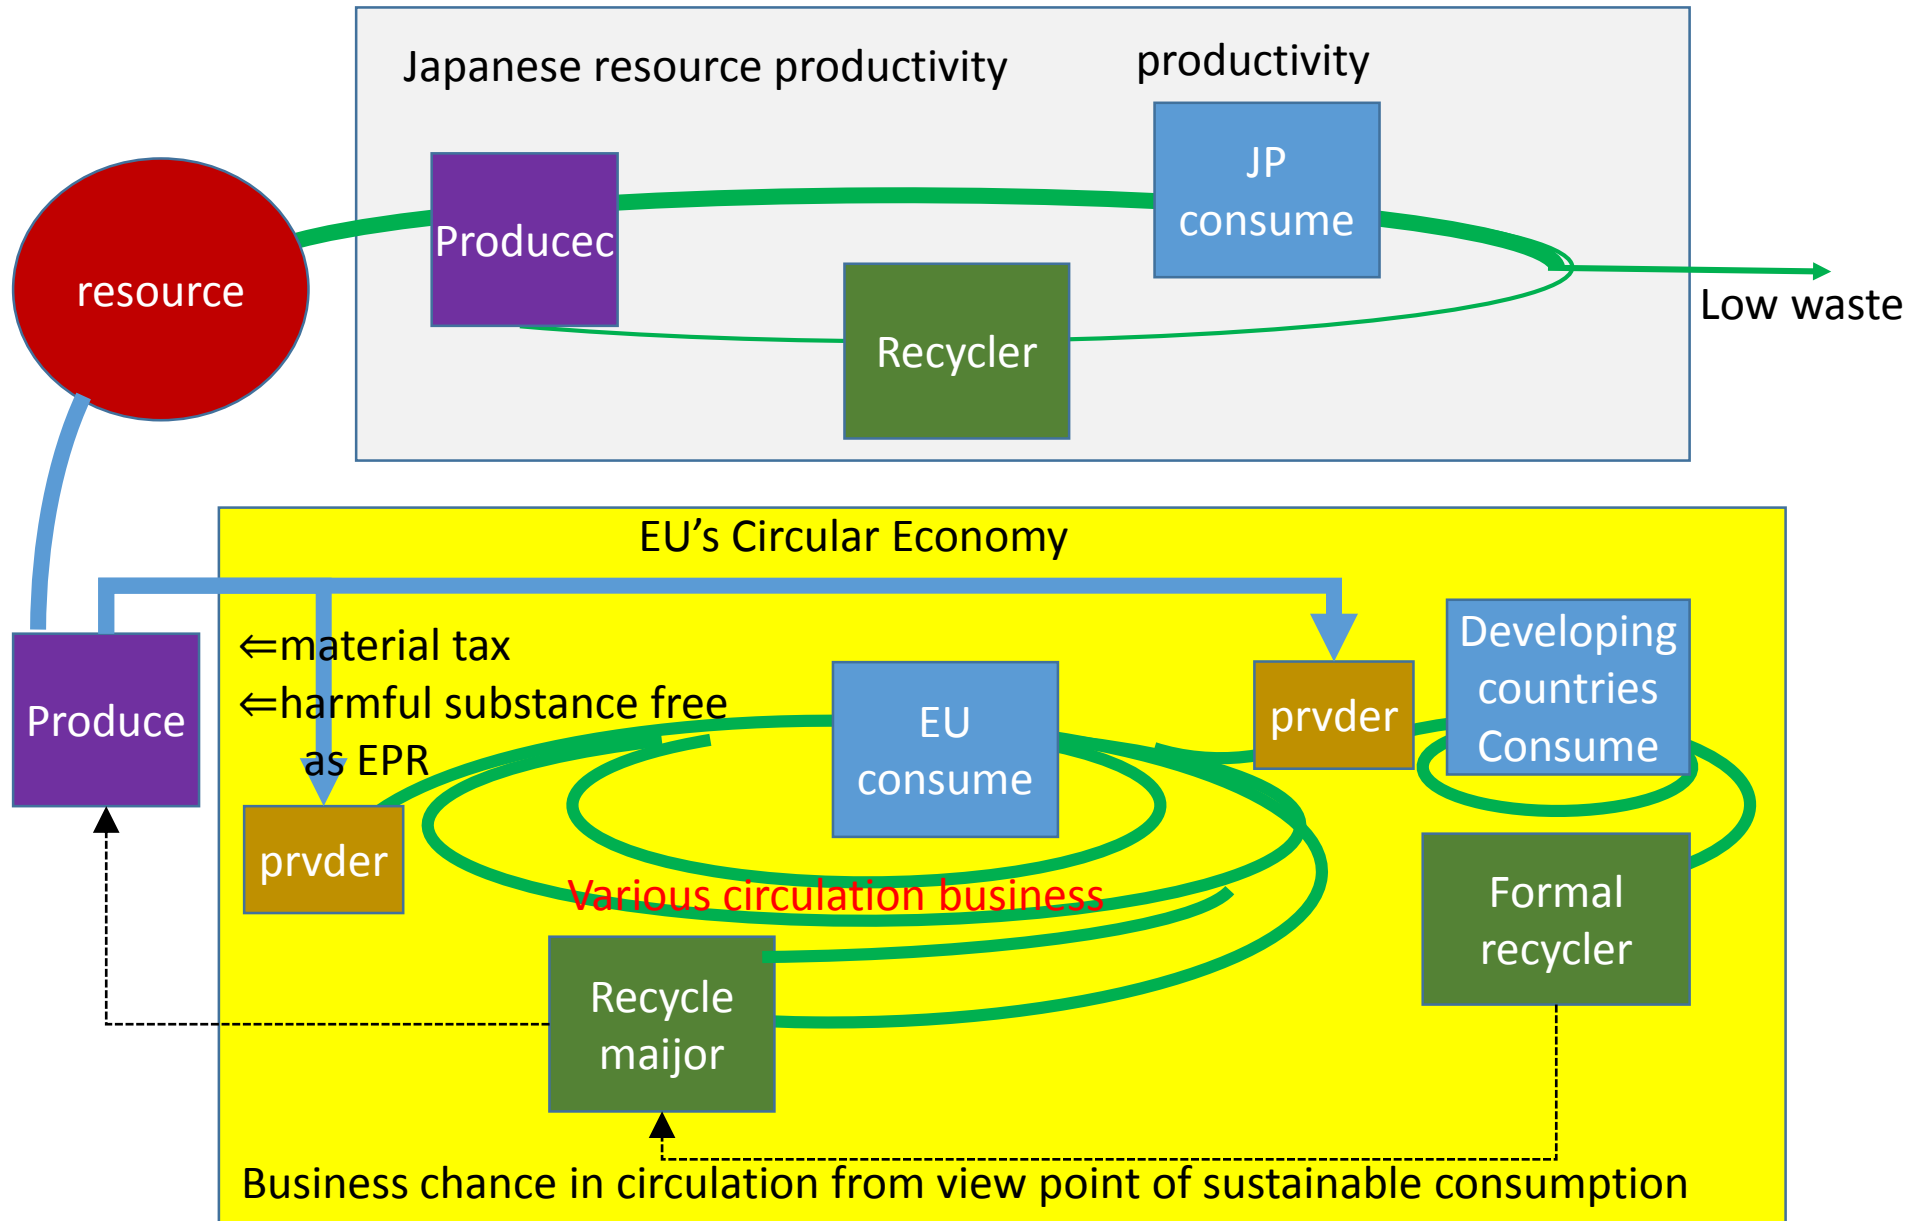 Japanese resource productivity
productivity
resource
Producec
JP
consume
Recycler
Low waste
EU’s Circular Economy
Produce
⇐material tax
⇐harmful substance free
as EPR
prvder
EU
consume
prvder
Developing
countries
Consume
Various circulation business
Recycle
maijor
Formal
recycler
Business chance in circulation from view point of sustainable consumption